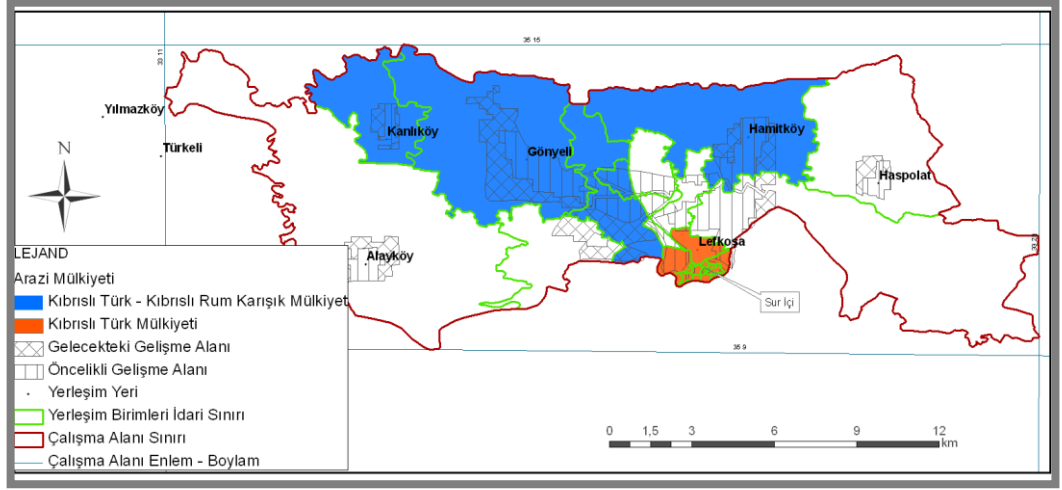 35 15
33 11
Yılmazköy
Türkeli
N
Kanlıköy
Gönyeli
Hamitköy
Haspolat
Lefkoşa
Alayköy
Sur İçi
33 23
35 9
LEJAND
Arazi Mülkiyeti
Kıbrıslı Türk - Kıbrıslı Rum Karışık Mülkiyet
Kıbrıslı Türk Mülkiyeti
Gelecekteki Gelişme Alanı
Öncelikli Gelişme Alanı
Yerleşim Yeri
Yerleşim Birimleri İdari Sınırı
Çalışma Alanı Sınırı
Çalışma Alanı Enlem - Boylam
0 1,5 3 6 9 12
km